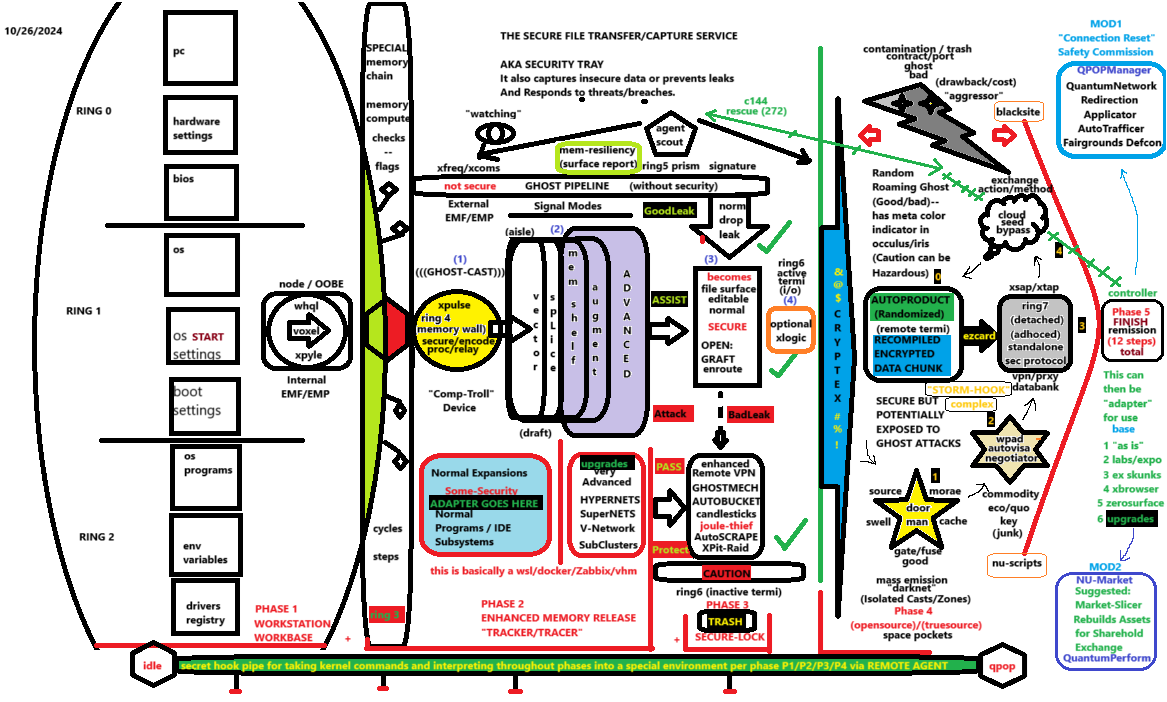 10/26/2024
RING 0
pc
hardware
settings
bios
RING 1
os
os START
settings
boot
settings
RING 2
os
programs
env
variables
drivers
registry
PHASE 1
WORKSTATION
WORKBASE
+
node / OOBE
whql
voxel
xpyle
Internal
EMF/EMP
SPECIAL
memory
chain
memory
compute
checks
--
flags
cycles
steps
ring 3
THE SECURE FILE TRANSFER/CAPTURE SERVICE
AKA SECURITY TRAY
It also captures insecure data or prevents leaks
And Responds to threats/breaches.
"watching"
agent
scout
c144
rescue (272)
mem-resiliency
(surface report)
xfreq/xcoms
ring5 prism
signature
not secure
GHOST PIPELINE
(without security)
External
EMF/EMP
Signal Modes
GoodLeak
norm
drop
leak
(1)
(((GHOST-CAST)))
xpulse
ring 4
memory wall)
secure/encode
proc/relay
"Comp-Troll"
Device
(aisle)
(2)
vector
spLice
mem shelf
augment
ADVANCED
(draft)
ASSIST
Attack
BadLeak
(3)
becomes
file surface
editable
normal
SECURE
OPEN:
GRAFT
enroute
ring6
active
termi
(i/o)
(4)
optional
xlogic
Normal Expansions
Some-Security
ADAPTER GOES HERE
Normal
Programs / IDE
Subsystems
upgrades
very
Advanced
HYPERNETS
SuperNETS
V-Network
SubClusters
this is basically a wsl/docker/Zabbix/vhm
PASS
Protect
enhanced
Remote VPN
GHOSTMECH
AUTOBUCKET
candlesticks
joule-thief
AutoSCRAPE
XPit-Raid
CAUTION
ring6 (inactive termi)
PHASE 3
TRASH
+
SECURE-LOCK
PHASE 2
ENHANCED MEMORY RELEASE
"TRACKER/TRACER"
&@$CRYPTEX#%!
contamination / trash
contract/port
ghost
bad
(drawback/cost)
"aggressor"
blacksite
Random
Roaming Ghost
(Good/bad)--
has meta color
indicator in
occulus/iris
(Caution can be
Hazardous)
0
exchange
action/method
cloud
seed
bypass
4
AUTOPRODUCT
(Randomized)
(remote termi)
RECOMPILED
ENCRYPTED
DATA CHUNK
ezcard
xsap/xtap
ring7
(detached)
(adhoced)
standalone
sec protocol
3
vpn/prxy
databank
"STORM-HOOK"
complex
SECURE BUT
POTENTIALLY
EXPOSED TO
GHOST ATTACKS
2
wpad
autovisa
negotiator
1
source
morae
door
man
swell
cache
gate/fuse
good
commodity
eco/quo
key
(junk)
nu-scripts
mass emission
"darknet"
(Isolated Casts/Zones)
Phase 4
(opensource)/(truesource)
space pockets
MOD1
"Connection Reset"
Safety Commission
QPOPManager
QuantumNetwork
Redirection
Applicator
AutoTrafficer
Fairgrounds Defcon
controller
Phase 5
FINISH
remission
(12 steps)
total
This can
then be
"adapter"
for use
base
1 "as is"
2 labs/expo
3 ex skunks
4 xbrowser
5 zerosurface
6 upgrades
MOD2
NU-Market
Suggested:
Market-Slicer
Rebuilds Assets
for Sharehold
Exchange
QuantumPerform
idle
secret hook pipe for taking kernel commands and interpreting throughout phases into a special environment per phase P1/P2/P3/P4 via REMOTE AGENT
qpop